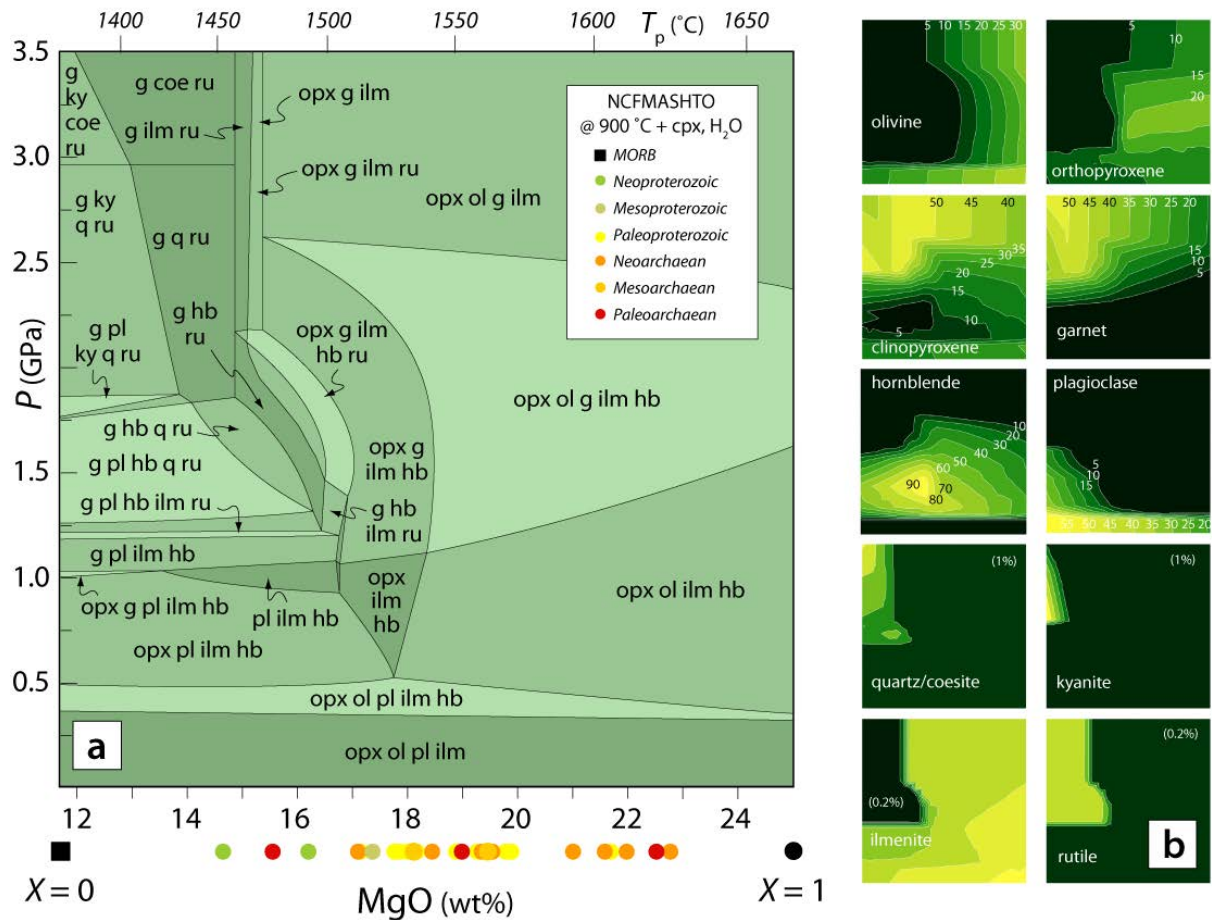 1400 1450 1500 1550 1600 Tp (°C) 1650
3.5
3.0
2.5
2.0
1.5
1.0
0.5
P (GPa)
g
ky
coe
ru
g coe ru
g ilm ru
opx g ilm
opx g ilm ru
g ky
q ru
g q ru
opx ol g ilm
g hb
ru
g pl
ky q ru
opx g ilm
hb ru
opx ol g ilm hb
g hb q ru
g pl hb q ru
opx g
ilm hb
g pl hb ilm ru
g hb
ilm ru
g pl ilm hb
opx
ilm
hb
opx ol ilm hb
opx g pl ilm hb
pl ilm hb
opx pl ilm hb
opx ol pl ilm hb
opx ol pl ilm
a
NCFMASHTO
@ 900 °C + cpx, H2O
MORB
Neoproterozoic
Mesoproterozoic
Paleoproterozoic
Neoarchaean
Mesoarchaean
Paleoarchaean
12 14 16 18 20 22 24
X = 0
MgO (wt%)
X = 1
5 10 15 20 25 30
olivine
5 10
15
20
orthopyroxene
50 45 40
35
30
25
20
15
10
5
clinopyroxene
50 45 40 35 30 25 20
15
10
5
garnet
hornblende
10
20
30
40
50
60
70
80
90
plagioclase
5
10
15
55 45 35 30 25 20
(1%)
quartz/coesite
(1%)
kyanite
(0.2%)
ilmenite
(0.2%)
rutile
b